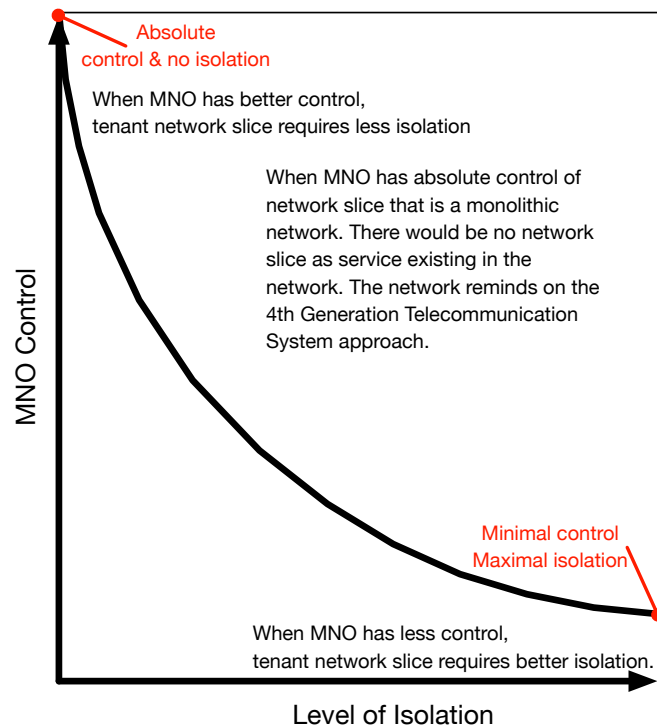 Absolute
control & no isolation
When MNO has better control,
tenant network slice requires less isolation
When MNO has absolute control of
network slice that is a monolithic
network. There would be no network
slice as service existing in the
network. The network reminds on the
4th Generation Telecommunication
System approach.
MNO Control
Minimal control
Maximal isolation
When MNO has less control,
tenant network slice requires better isolation.
Level of Isolation